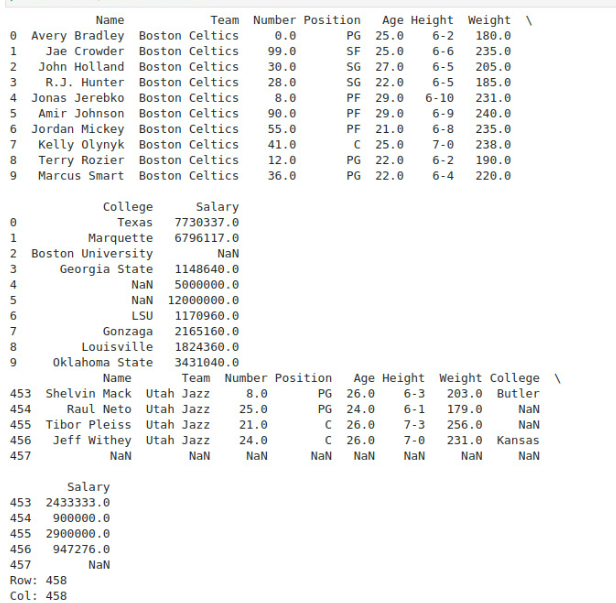 Name            Team  Number Position   Age Height  Weight  \
0  Avery Bradley  Boston Celtics     0.0       PG  25.0    6-2   180.0
1    Jae Crowder  Boston Celtics    99.0       SF  25.0    6-6   235.0
2   John Holland  Boston Celtics    30.0       SG  27.0    6-5   205.0
3    R.J. Hunter  Boston Celtics    28.0       SG  22.0    6-5   185.0
4  Jonas Jerebko  Boston Celtics     8.0       PF  29.0   6-10   231.0
5   Amir Johnson  Boston Celtics    90.0       PF  29.0    6-9   240.0
6  Jordan Mickey  Boston Celtics    55.0       PF  21.0    6-8   235.0
7   Kelly Olynyk  Boston Celtics    41.0        C  25.0    7-0   238.0
8   Terry Rozier  Boston Celtics    12.0       PG  22.0    6-2   190.0
9   Marcus Smart  Boston Celtics    36.0       PG  22.0    6-4   220.0

             College      Salary
0              Texas   7730337.0
1          Marquette   6796117.0
2  Boston University         NaN
3      Georgia State   1148640.0
4                NaN   5000000.0
5                NaN  12000000.0
6                LSU   1170960.0
7            Gonzaga   2165160.0
8         Louisville   1824360.0
9     Oklahoma State   3431040.0
             Name       Team  Number Position   Age Height  Weight College  \
453  Shelvin Mack  Utah Jazz     8.0       PG  26.0    6-3   203.0  Butler
454     Raul Neto  Utah Jazz    25.0       PG  24.0    6-1   179.0     NaN
455  Tibor Pleiss  Utah Jazz    21.0        C  26.0    7-3   256.0     NaN
456   Jeff Withey  Utah Jazz    24.0        C  26.0    7-0   231.0  Kansas
457           NaN        NaN     NaN      NaN   NaN    NaN     NaN     NaN

        Salary
453  2433333.0
454   900000.0
455  2900000.0
456   947276.0
457        NaN
Row: 458
Col: 458